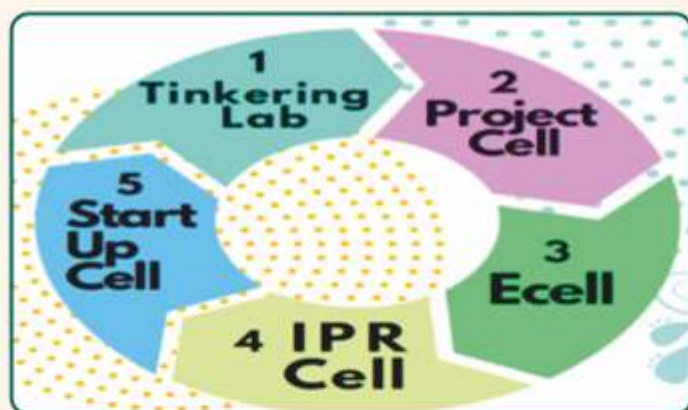 1
Tinkering
Lab
2
Project
Cell
3
Ecell
4 IPR
Cell
5
Start
Up
Cell